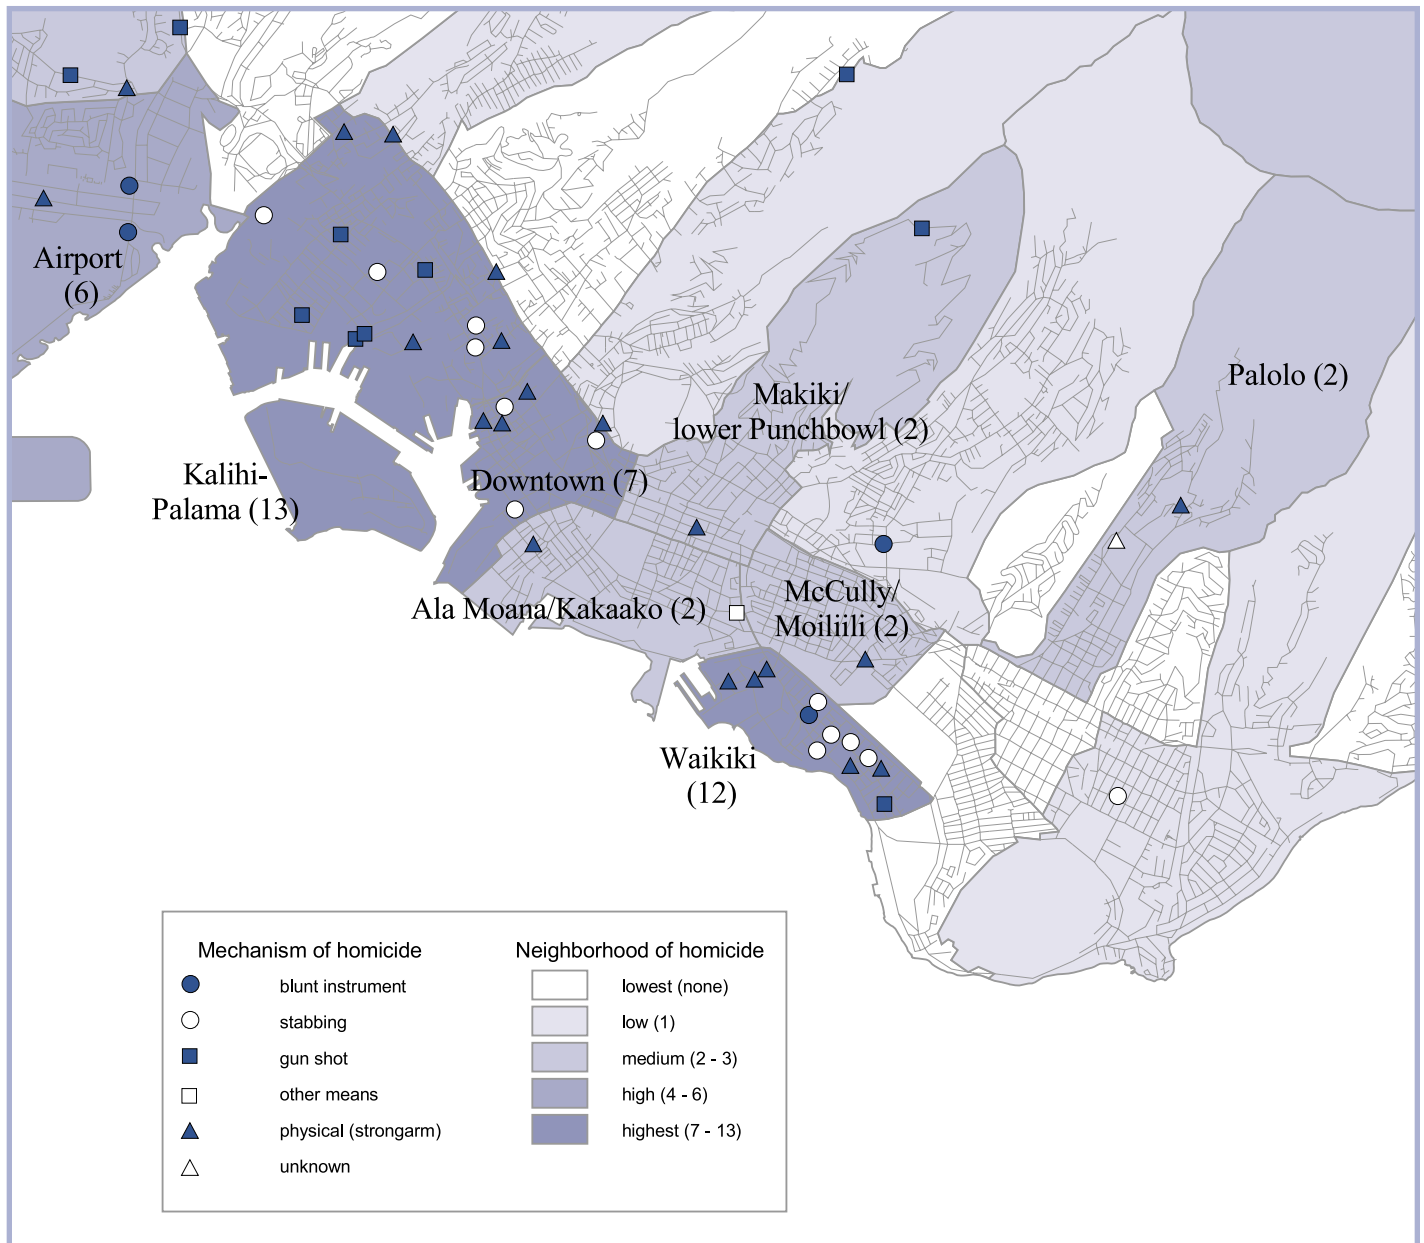 Airport
(6)
Palolo (2)
Makiki/
lower Punchbowl (2)
Kalihi-
Palama (13)
Downtown (7)
Ala Moana/Kakaako (2)
McCully/
Moiliili (2)
Waikiki
(12)
Mechanism of homicide
blunt instrument
stabbing
gun shot
other means
physical (strongarm)
unknown
Neighborhood of homicide
lowest (none)
low (1)
medium (2 - 3)
high (4 - 6)
highest (7 - 13)